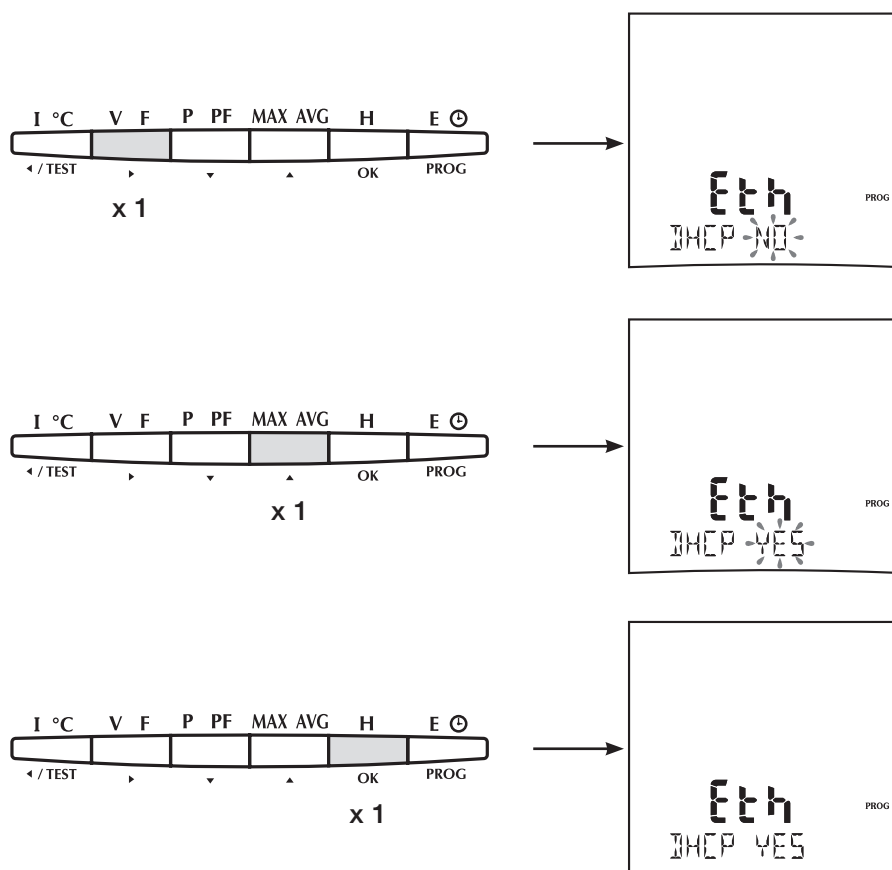 I °C V F P PF MAX AVG H E
/ TEST OK PROG
x 1
Eth
PROG
DHCP NO
I °C V F P PF MAX AVG H E
/ TEST OK PROG
x 1
Eth
PROG
DHCP YES
I °C V F P PF MAX AVG H E
/ TEST OK PROG
x 1
Eth
PROG
DHCP YES